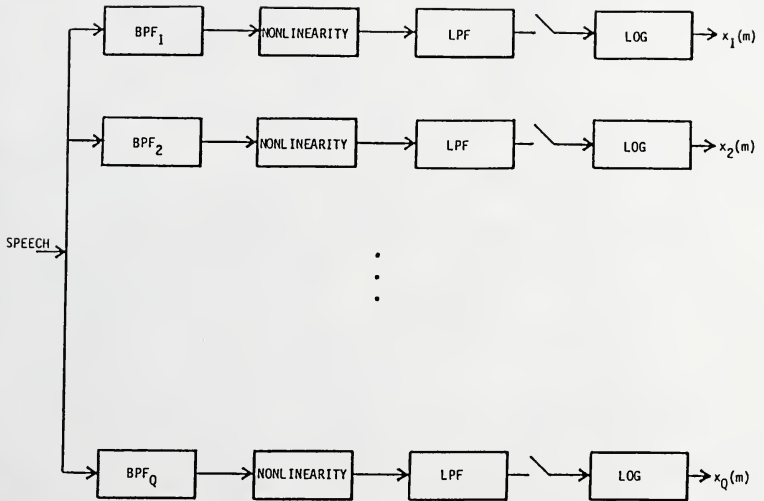 BPF1 NONLINEARITY LPF LOG x1(m)
BPF2 NONLINEARITY LPF LOG x2(m)
SPEECH
BPFQ NONLINEARITY LPF LOG xQ(m)